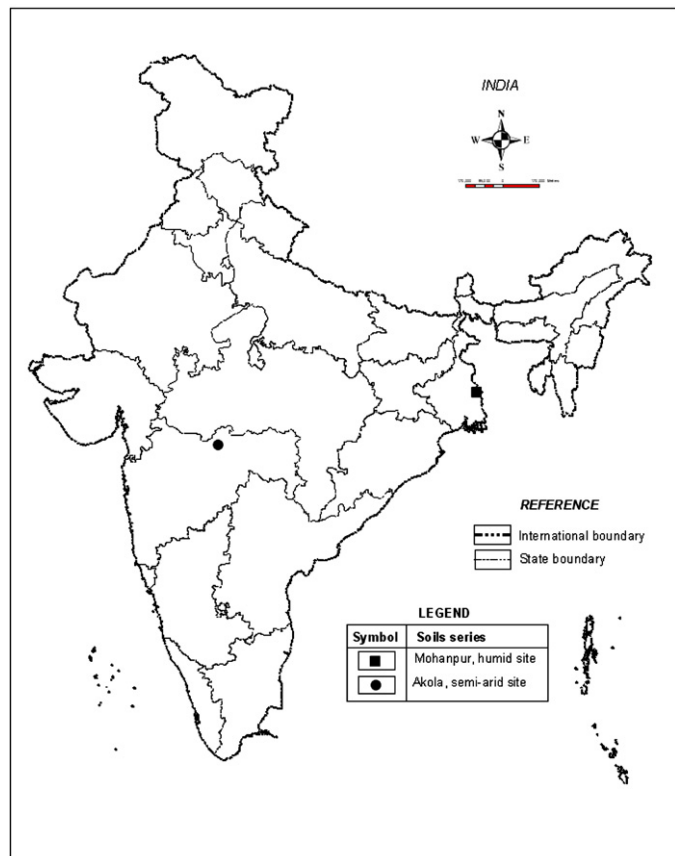 INDIA
N
W E
S
REFERENCE
International boundary
State boundary
LEGEND
Symbol Soils series
Mohanpur, humid site
Akola, semi-arid site